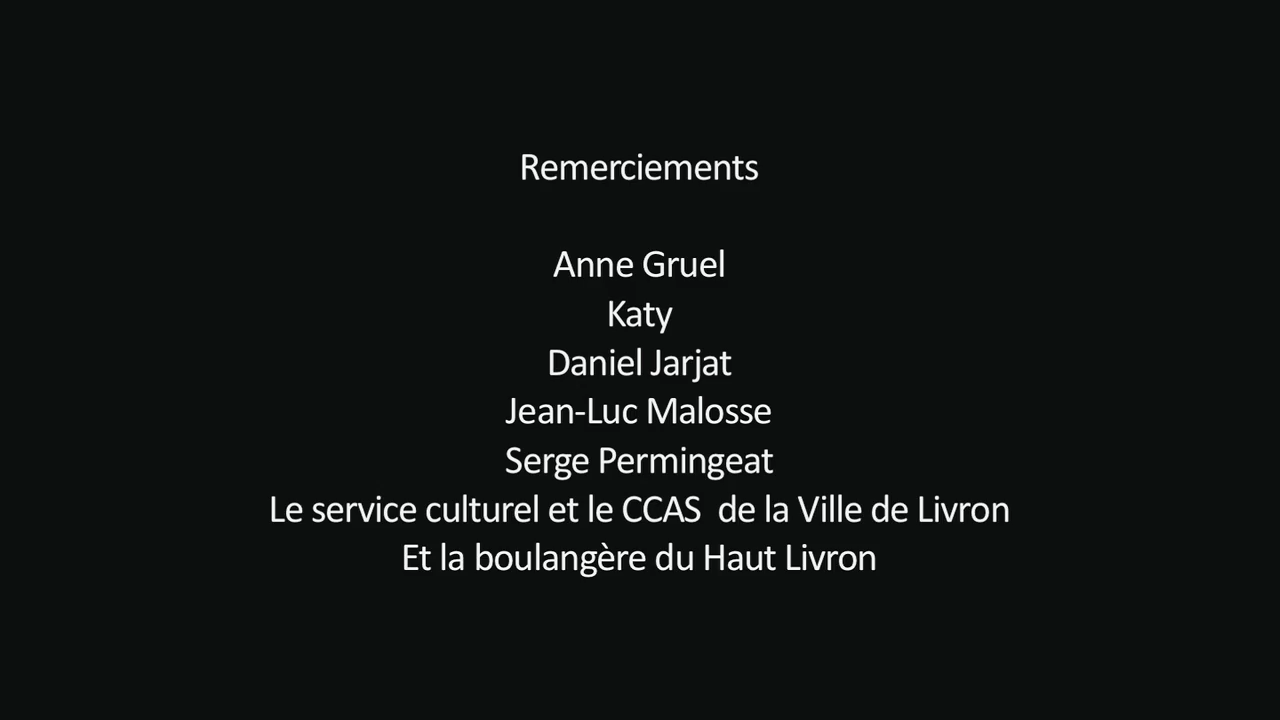 Remerciements
Anne Gruel
Katy
Daniel Jarjat
Jean-Luc Malosse
Serge Permingeat
Le service culturel et le CCAS  de la Ville de Livron
Et la boulangère du Haut Livron